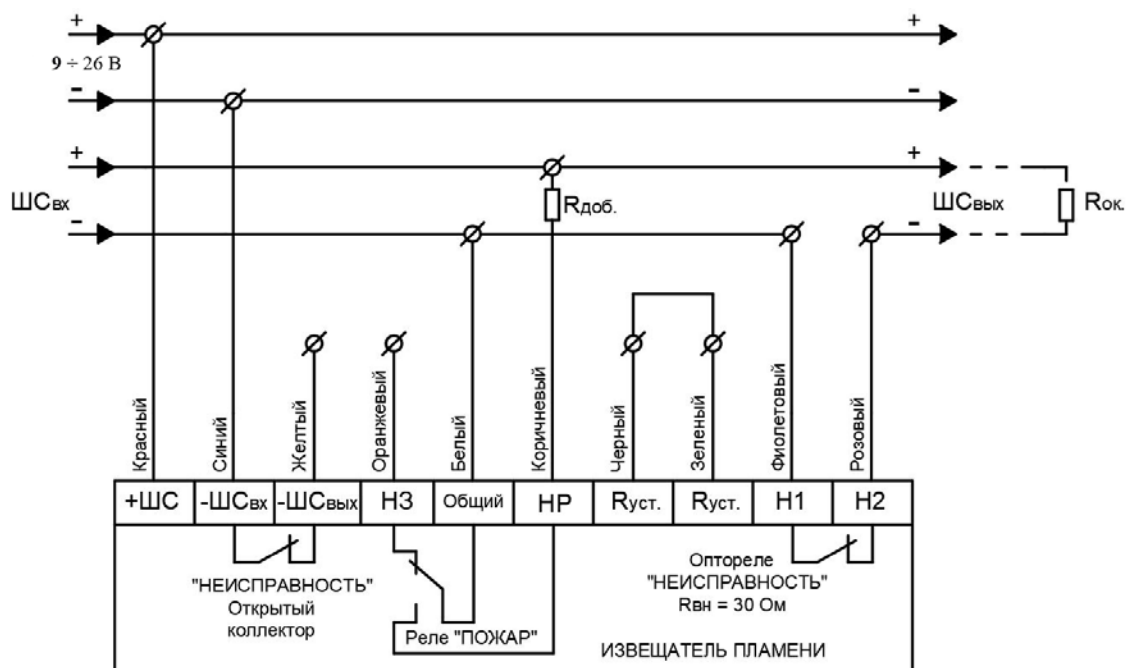 + +
9 ÷ 26 В
- -
+ +
ШСвх Rдоб. ШСвых Rок.
- -
Красный
Синий
Желтый
Оранжевый
Белый
Коричневый
Черный
Зеленый
Фиолетовый
Розовый
+ШС -ШСвх -ШСвых НЗ Общий НР Rуст. Rуст. Н1 Н2
"НЕИСПРАВНОСТЬ"
Открытый
коллектор
Реле "ПОЖАР"
Оптореле
"НЕИСПРАВНОСТЬ"
Rвн = 30 Ом
ИЗВЕЩАТЕЛЬ ПЛАМЕНИ